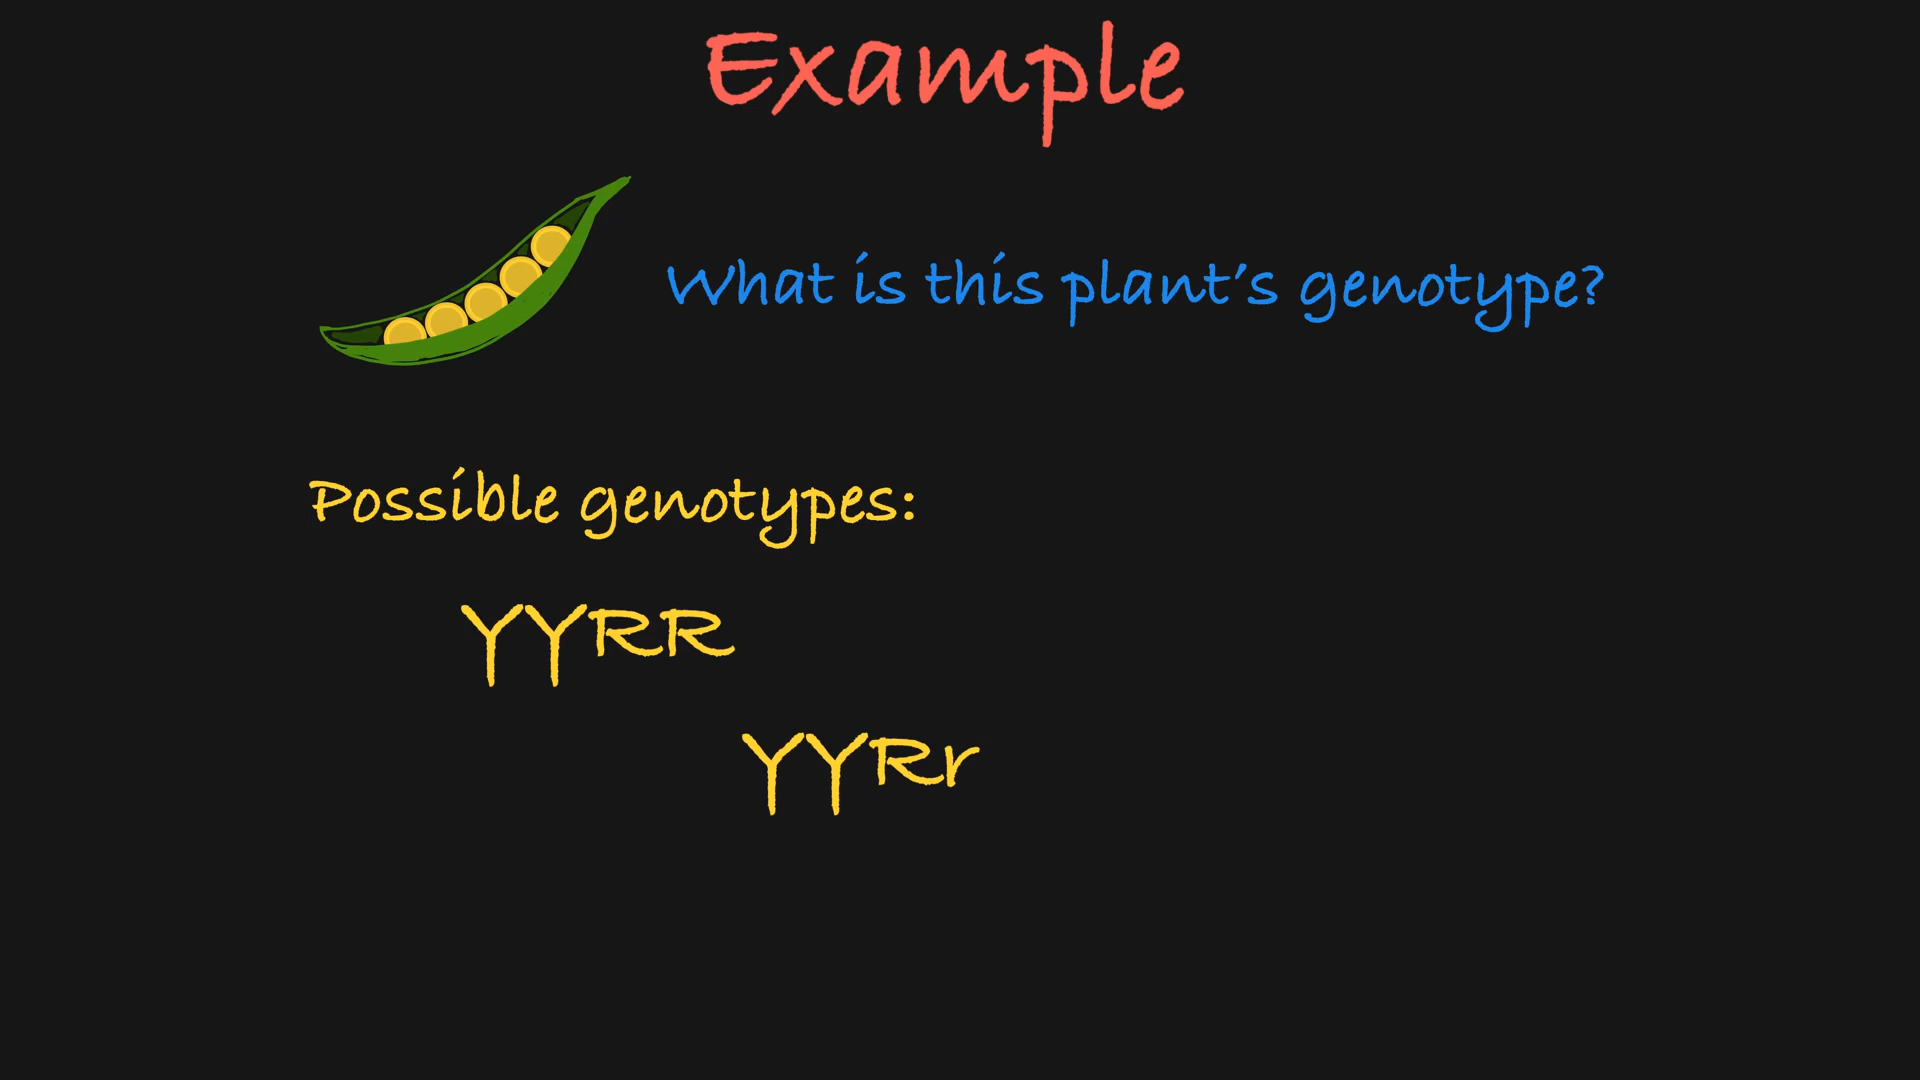 Example
What is this plant's genotype?
Possible genotypes:
YYRR
YYRr